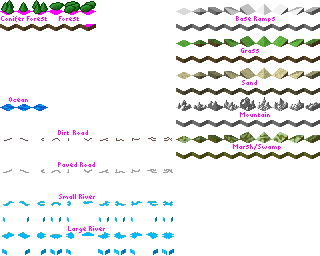 Conifer Forest Forest
Base Ramps
Grass
Sand
Ocean
Mountain
Dirt Road
Marsh/Swamp
Paved Road
Small River
Large River